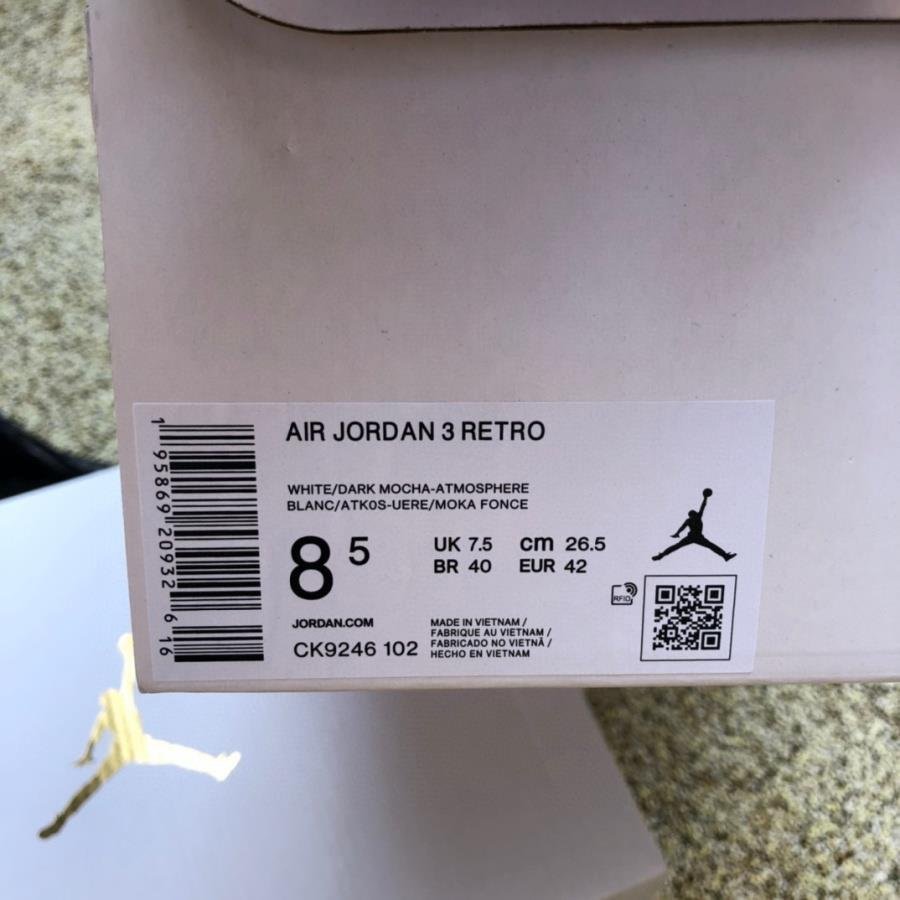 AIR JORDAN 3 RETRO
WHITE/DARK MOCHA-ATMOSPHERE
BLANC/ATK0S-UERE/MOKA FONCE
8 5
UK 7.5 cm 26.5
BR 40 EUR 42
RFID
JORDAN.COM
CK9246 102
MADE IN VIETNAM /
FABRIQUE AU VIETNAM /
FABRICADO NO VIETNÃ /
HECHO EN VIETNAM
1 95869 20932 6 16